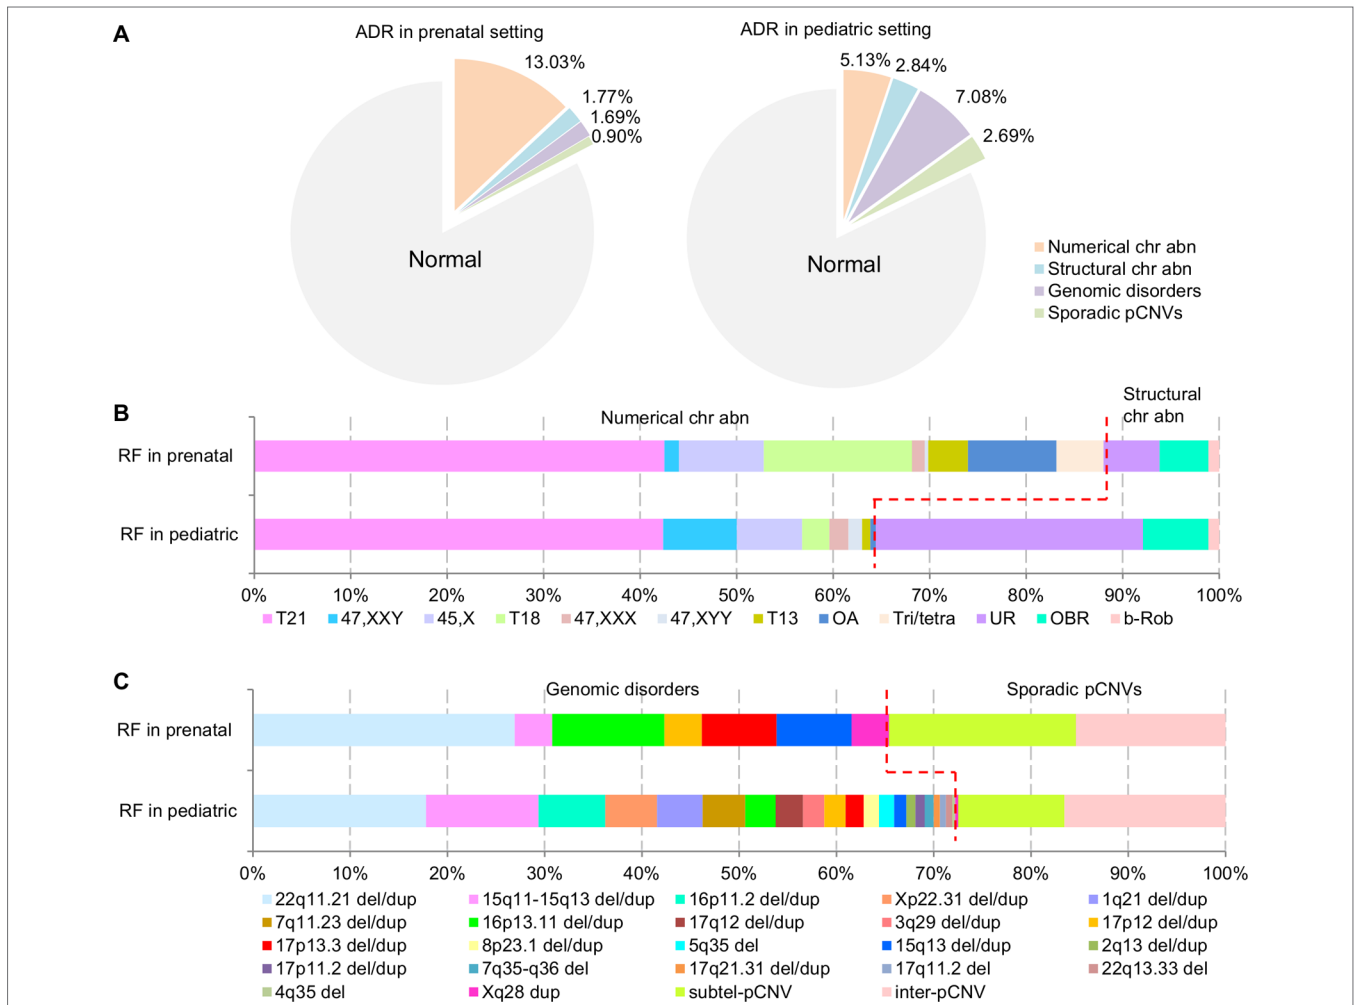 A
ADR in prenatal setting
ADR in pediatric setting
13.03%
1.77%
1.69%
0.90%
Normal
5.13%
2.84%
7.08%
2.69%
Normal
Numerical chr abn
Structural chr abn
Genomic disorders
Sporadic pCNVs
B
Numerical chr abn
Structural
chr abn
RF in prenatal
RF in pediatric
0% 10% 20% 30% 40% 50% 60% 70% 80% 90% 100%
T21 47,XXY 45,X T18 47,XXX 47,XYY T13 OA Tri/tetra UR OBR b-Rob
C
Genomic disorders
Sporadic pCNVs
RF in prenatal
RF in pediatric
0% 10% 20% 30% 40% 50% 60% 70% 80% 90% 100%
22q11.21 del/dup 15q11-15q13 del/dup 16p11.2 del/dup Xp22.31 del/dup 1q21 del/dup
7q11.23 del/dup 16p13.11 del/dup 17q12 del/dup 3q29 del/dup 17p12 del/dup
17p13.3 del/dup 8p23.1 del/dup 5q35 del 15q13 del/dup 2q13 del/dup
17p11.2 del/dup 7q35-q36 del 17q21.31 del/dup 17q11.2 del 22q13.33 del
4q35 del Xq28 dup subtel-pCNV inter-pCNV